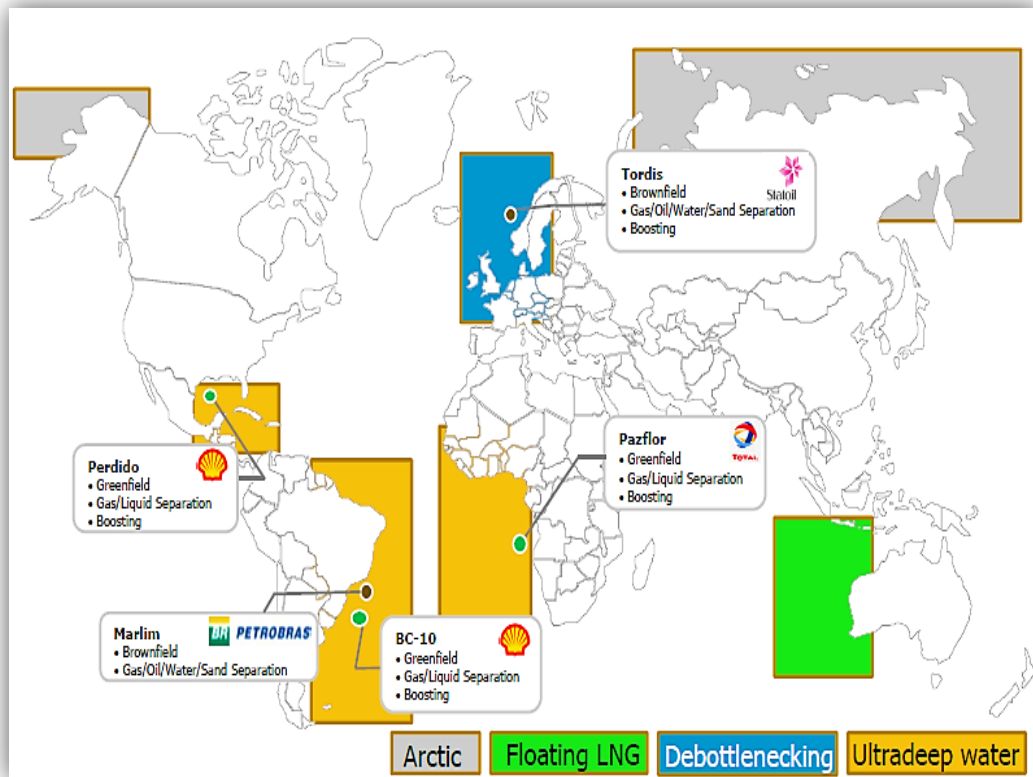 Tordis
Statoil
• Brownfield
• Gas/Oil/Water/Sand Separation
• Boosting
Perdido
• Greenfield
• Gas/Liquid Separation
• Boosting
Pazflor
TOTAL
• Greenfield
• Gas/Liquid Separation
• Boosting
Marlim
BR PETROBRAS
• Brownfield
• Gas/Oil/Water/Sand Separation
BC-10
• Greenfield
• Gas/Liquid Separation
• Boosting
Arctic
Floating LNG
Debottlenecking
Ultradeep water